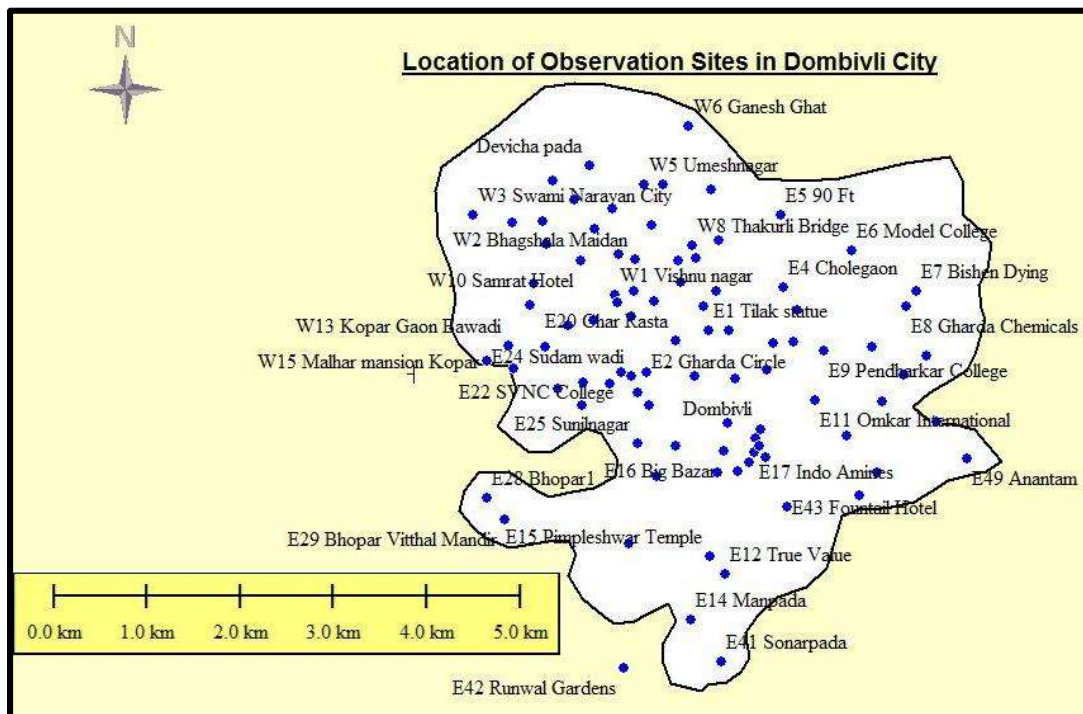 N
Location of Observation Sites in Dombivli City
W6 Ganesh Ghat
Devicha pada
W5 Umeshnagar
W3 Swami Narayan City
E5 90 Ft
W8 Thakurli Bridge
E6 Model College
W2 Bhagshala Maidan
W10 Samrat Hotel
W1 Vishnu nagar
E4 Cholegaon
E7 Bishen Dying
E1 Tilak statue
W13 Kopar Gaon Bawadi
E20 Char Rasta
E8 Gharda Chemicals
W15 Malhar mansion Kopar
E24 Sudam wadi
E2 Gharda Circle
E9 Pendharkar College
E22 SVNC College
Dombivli
E11 Omkar International
E25 Sunilnagar
E28 Bhopar1
E16 Big Bazar
E17 Indo Amines
E49 Anantam
E43 Fountail Hotel
E29 Bhopar Vitthal Mandir
E15 Pimpleshwar Temple
E12 True Value
E14 Manpada
0.0 km 1.0 km 2.0 km 3.0 km 4.0 km 5.0 km
E41 Sonarpada
E42 Runwal Gardens